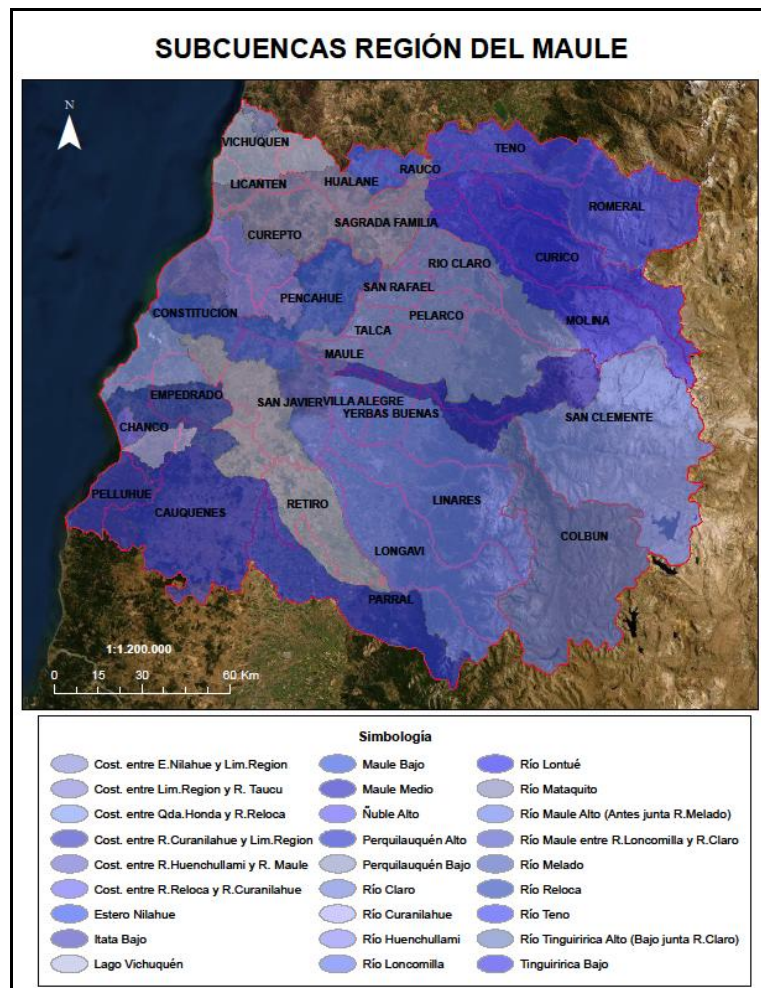 SUBCUENCAS REGIÓN DEL MAULE
N
VICHUQUEN
TENO
RAUCO
HUALANE
LICANTEN
ROMERAL
SAGRADA FAMILIA
CUREPTO
CURICO
RIO CLARO
SAN RAFAEL
PENCAHUE
CONSTITUCION
PELARCO
MOLINA
TALCA
MAULE
EMPEDRADO
SAN JAVIER
VILLA ALEGRE
YERBAS BUENAS
SAN CLEMENTE
CHANCO
PELLUHUE
CAUQUENES
RETIRO
LINARES
COLBUN
LONGAVI
PARRAL
1:1.200.000
0 15 30 60 Km
Simbología
Cost. entre E.Nilahue y Lim.Region
Cost. entre Lim.Region y R. Taucu
Cost. entre Qda.Honda y R.Reloca
Cost. entre R.Curanilahue y Lim.Region
Cost. entre R.Huenchullami y R. Maule
Cost. entre R.Reloca y R.Curanilahue
Estero Nilahue
Itata Bajo
Lago Vichuquén
Maule Bajo
Maule Medio
Ñuble Alto
Perquilauquén Alto
Perquilauquén Bajo
Río Claro
Río Curanilahue
Río Huenchullami
Río Loncomilla
Río Lontué
Río Mataquito
Río Maule Alto (Antes junta R.Melado)
Río Maule entre R.Loncomilla y R.Claro
Río Melado
Río Reloca
Río Teno
Río Tinguiririca Alto (Bajo junta R.Claro)
Tinguiririca Bajo